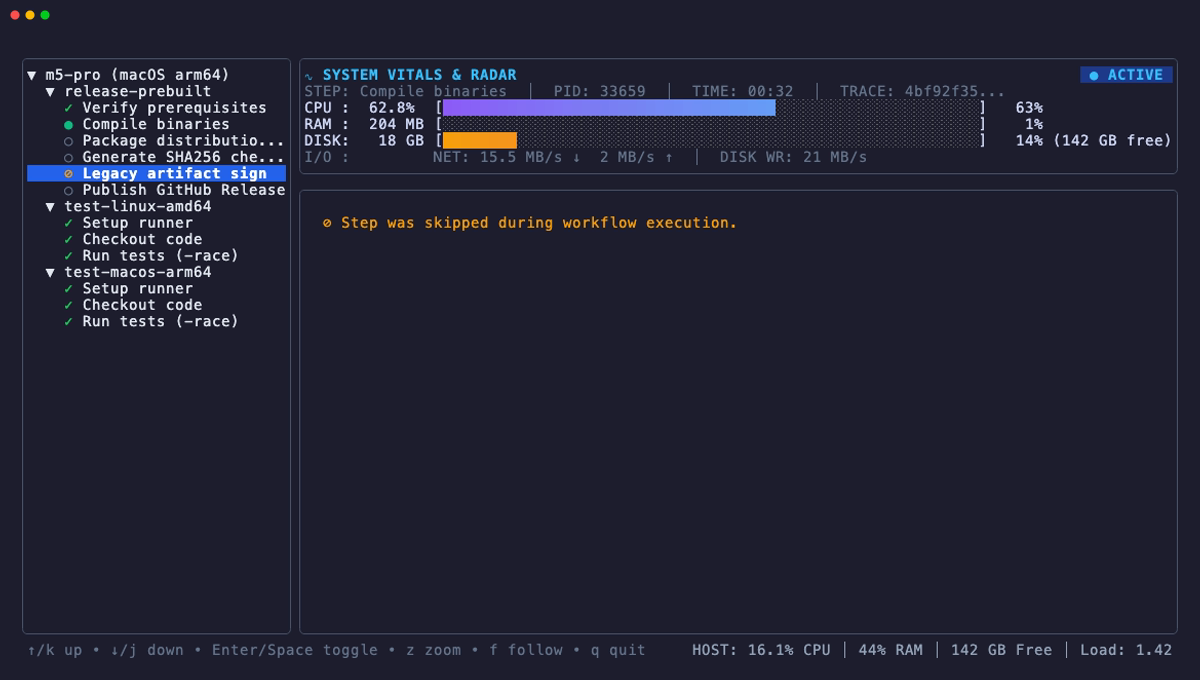 ▼ m5-pro (macOS arm64)
▼ release-prebuilt
✓ Verify prerequisites
● Compile binaries
○ Package distributio...
○ Generate SHA256 che...
⊘ Legacy artifact sign
○ Publish GitHub Release
▼ test-linux-amd64
✓ Setup runner
✓ Checkout code
✓ Run tests (-race)
▼ test-macos-arm64
✓ Setup runner
✓ Checkout code
✓ Run tests (-race)
∿ SYSTEM VITALS & RADAR ● ACTIVE
STEP: Compile binaries │ PID: 33659 │ TIME: 00:32 │ TRACE: 4bf92f35...
CPU : 62.8% [ ] 63%
RAM : 204 MB [ ] 1%
DISK: 18 GB [ ] 14% (142 GB free)
I/O : NET: 15.5 MB/s ↓ 2 MB/s ↑ │ DISK WR: 21 MB/s
⊘ Step was skipped during workflow execution.
↑/k up • ↓/j down • Enter/Space toggle • z zoom • f follow • q quit HOST: 16.1% CPU │ 44% RAM │ 142 GB Free │ Load: 1.42